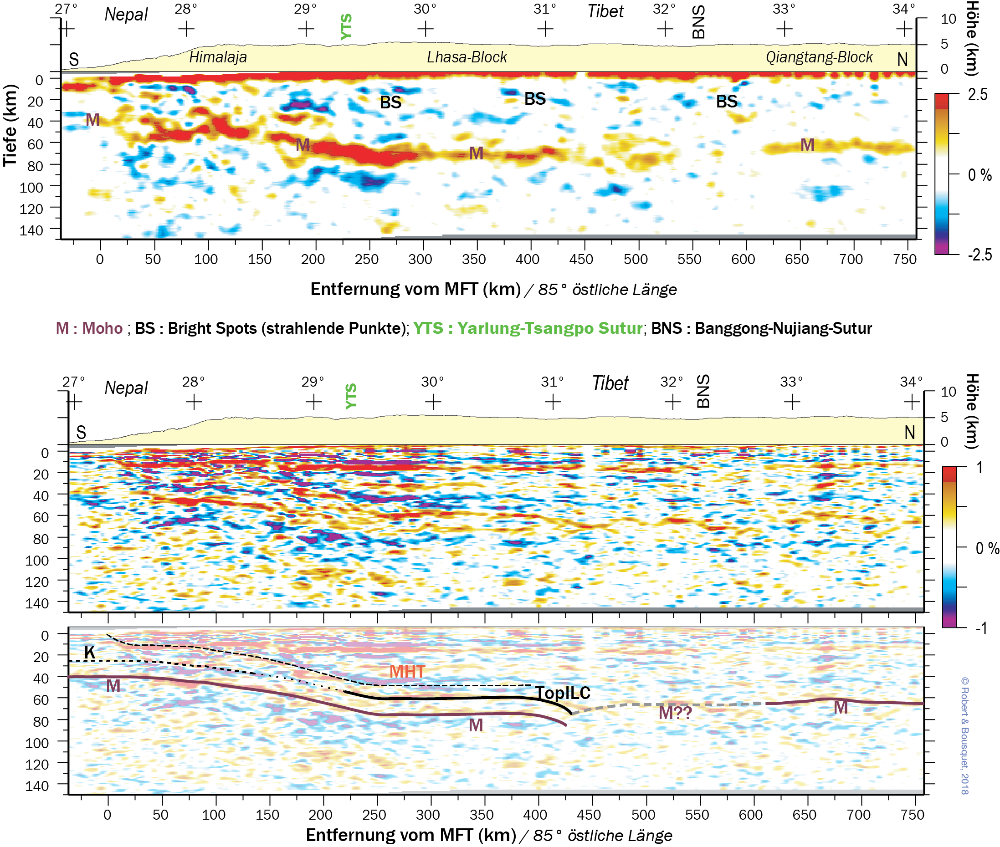 27° Nepal 28° 29° YTS 30° 31° Tibet 32° BNS 33° 34°
10
5
0
Höhe (km)
S Himalaja Lhasa-Block Qiangtang-Block N
Tiefe (km)
0
20
40
60
80
100
120
140
BS BS BS
M M M M
2.5
0 %
-2.5
0 50 100 150 200 250 300 350 400 450 500 550 600 650 700 750
Entfernung vom MFT (km) / 85° östliche Länge
M : Moho ; BS : Bright Spots (strahlende Punkte); YTS : Yarlung-Tsangpo Sutur; BNS : Banggong-Nujiang-Sutur
27° Nepal 28° 29° YTS 30° 31° Tibet 32° BNS 33° 34°
10
5
0
Höhe (km)
S N
0
20
40
60
80
100
120
140
1
0 %
-1
0
20
40
60
80
100
120
140
K
M
MHT
TopILC
M
M??
M
© Robert & Bousquet, 2018
0 50 100 150 200 250 300 350 400 450 500 550 600 650 700 750
Entfernung vom MFT (km) / 85° östliche Länge